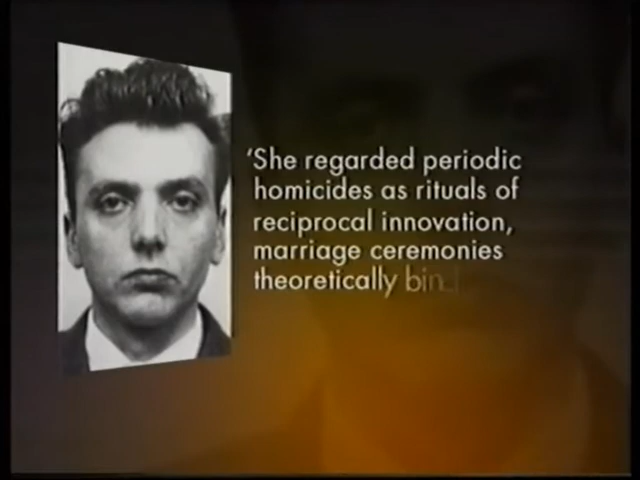 ‘She regarded periodic
homicides as rituals of
reciprocal innovation,
marriage ceremonies
theoretically